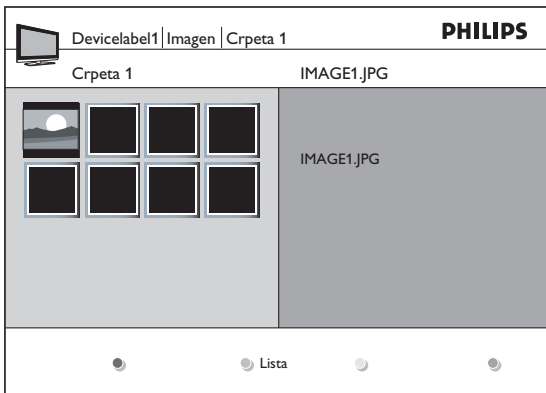 Devicelabel1 Imagen Crpeta 1 PHILIPS
Crpeta 1 IMAGE1.JPG
IMAGE1.JPG
Lista